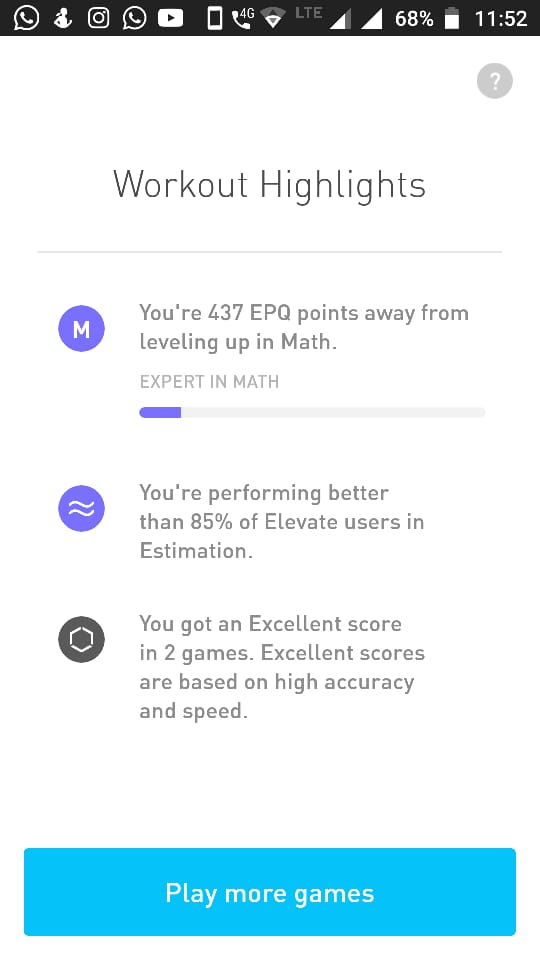 4G LTE 68% 11:52
?
Workout Highlights
M
You're 437 EPQ points away from
leveling up in Math.
EXPERT IN MATH
You're performing better
than 85% of Elevate users in
Estimation.
You got an Excellent score
in 2 games. Excellent scores
are based on high accuracy
and speed.
Play more games